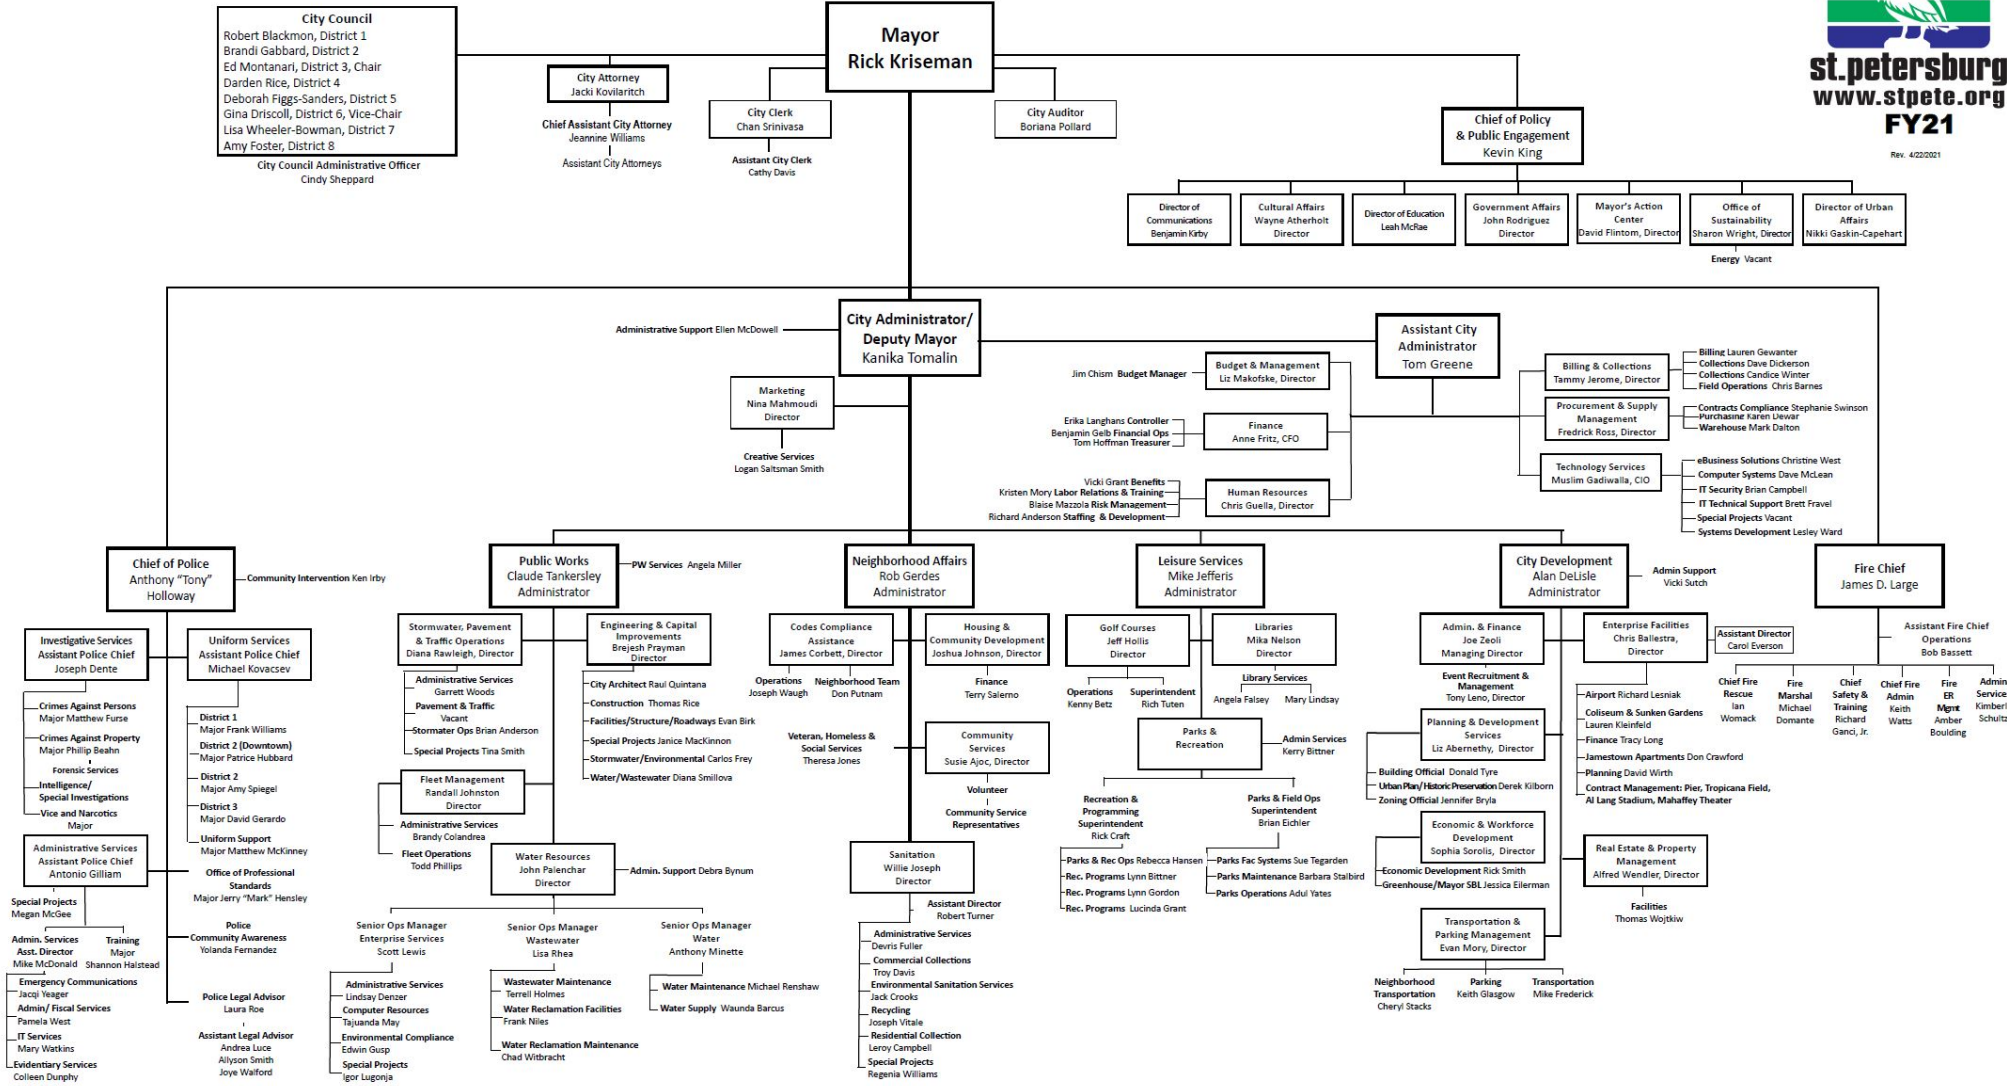 City Council
Robert Blackmon, District 1
Brandi Gabbard, District 2
Ed Montanari, District 3, Chair
Darden Rice, District 4
Deborah Figgs-Sanders, District 5
Gina Driscoll, District 6, Vice-Chair
Lisa Wheeler-Bowman, District 7
Amy Foster, District 8
City Council Administrative Officer
Cindy Sheppard
City Attorney
Jacki Kovilaritch
Chief Assistant City Attorney
Jeannine Williams
Assistant City Attorneys
Mayor
Rick Kriseman
City Clerk
Chan Srinivasa
Assistant City Clerk
Cathy Davis
City Auditor
Boriana Pollard
Chief of Policy
& Public Engagement
Kevin King
st.petersburg
www.stpete.org
FY21
Rev. 4/22/2021
Director of
Communications
Benjamin Kirby
Cultural Affairs
Wayne Atherholt
Director
Director of Education
Leah McRae
Government Affairs
John Rodriguez
Director
Mayor's Action
Center
David Flintom, Director
Office of
Sustainability
Sharon Wright, Director
Energy Vacant
Director of Urban
Affairs
Nikki Gaskin-Capehart
Administrative Support Ellen McDowell
City Administrator/
Deputy Mayor
Kanika Tomalin
Marketing
Nina Mahmoudi
Director
Creative Services
Logan Saltsman Smith
Assistant City
Administrator
Tom Greene
Jim Chism Budget Manager
Budget & Management
Liz Makofske, Director
Erika Langhans Controller
Benjamin Gelb Financial Ops
Tom Hoffman Treasurer
Finance
Anne Fritz, CFO
Vicki Grant Benefits
Kristen Mory Labor Relations & Training
Blaise Mazzola Risk Management
Richard Anderson Staffing & Development
Human Resources
Chris Guella, Director
Billing & Collections
Tammy Jerome, Director
Billing Lauren Gewanter
Collections Dave Dickerson
Collections Candice Winter
Field Operations Chris Barnes
Procurement & Supply
Management
Fredrick Ross, Director
Contracts Compliance Stephanie Swinson
Purchasing Karen Dewar
Warehouse Mark Dalton
Technology Services
Muslim Gadiwalla, CIO
eBusiness Solutions Christine West
Computer Systems Dave McLean
IT Security Brian Campbell
IT Technical Support Brett Fravel
Special Projects Vacant
Systems Development Lesley Ward
Chief of Police
Anthony "Tony"
Holloway
Community Intervention Ken Irby
Investigative Services
Assistant Police Chief
Joseph Dente
Crimes Against Persons
Major Matthew Furse
Crimes Against Property
Major Phillip Beahn
Forensic Services
Intelligence/
Special Investigations
Vice and Narcotics
Major
Uniform Services
Assistant Police Chief
Michael Kovacsev
District 1
Major Frank Williams
District 2 (Downtown)
Major Patrice Hubbard
District 2
Major Amy Spiegel
District 3
Major David Gerardo
Uniform Support
Major Matthew McKinney
Administrative Services
Assistant Police Chief
Antonio Gilliam
Special Projects
Megan McGee
Admin. Services
Asst. Director
Mike McDonald
Training
Major
Shannon Halstead
Emergency Communications
Jacqi Yeager
Admin/ Fiscal Services
Pamela West
IT Services
Mary Watkins
Evidentiary Services
Colleen Dunphy
Office of Professional
Standards
Major Jerry "Mark" Hensley
Police
Community Awareness
Yolanda Fernandez
Police Legal Advisor
Laura Roe
Assistant Legal Advisor
Andrea Luce
Allyson Smith
Joye Walford
Public Works
Claude Tankersley
Administrator
PW Services Angela Miller
Stormwater, Pavement
& Traffic Operations
Diana Rawleigh, Director
Administrative Services
Garrett Woods
Pavement & Traffic
Vacant
Stormater Ops Brian Anderson
Special Projects Tina Smith
Engineering & Capital
Improvements
Brejesh Prayman
Director
City Architect Raul Quintana
Construction Thomas Rice
Facilities/Structure/Roadways Evan Birk
Special Projects Janice MacKinnon
Stormwater/Environmental Carlos Frey
Water/Wastewater Diana Smillova
Fleet Management
Randall Johnston
Director
Administrative Services
Brandy Colandrea
Fleet Operations
Todd Phillips
Water Resources
John Palenchar
Director
Admin. Support Debra Bynum
Senior Ops Manager
Enterprise Services
Scott Lewis
Administrative Services
Lindsay Denzer
Computer Resources
Tajuanda May
Environmental Compliance
Edwin Gusp
Special Projects
Igor Lugonja
Senior Ops Manager
Wastewater
Lisa Rhea
Wastewater Maintenance
Terrell Holmes
Water Reclamation Facilities
Frank Niles
Water Reclamation Maintenance
Chad Witbracht
Senior Ops Manager
Water
Anthony Minette
Water Maintenance Michael Renshaw
Water Supply Waunda Barcus
Neighborhood Affairs
Rob Gerdes
Administrator
Codes Compliance
Assistance
James Corbett, Director
Operations
Joseph Waugh
Neighborhood Team
Don Putnam
Housing &
Community Development
Joshua Johnson, Director
Finance
Terry Salerno
Veteran, Homeless &
Social Services
Theresa Jones
Community
Services
Susie Ajoc, Director
Volunteer
Community Service
Representatives
Sanitation
Willie Joseph
Director
Assistant Director
Robert Turner
Administrative Services
Devris Fuller
Commercial Collections
Troy Davis
Environmental Sanitation Services
Jack Crooks
Recycling
Joseph Vitale
Residential Collection
Leroy Campbell
Special Projects
Regenia Williams
Leisure Services
Mike Jefferis
Administrator
Golf Courses
Jeff Hollis
Director
Operations
Kenny Betz
Superintendent
Rich Tuten
Libraries
Mika Nelson
Director
Library Services
Angela Falsey
Mary Lindsay
Parks &
Recreation
Admin Services
Kerry Bittner
Recreation &
Programming
Superintendent
Rick Craft
Parks & Rec Ops Rebecca Hansen
Rec. Programs Lynn Bittner
Rec. Programs Lynn Gordon
Rec. Programs Lucinda Grant
Parks & Field Ops
Superintendent
Brian Eichler
Parks Fac Systems Sue Tegarden
Parks Maintenance Barbara Stalbird
Parks Operations Adul Yates
City Development
Alan DeLisle
Administrator
Admin Support
Vicki Sutch
Admin. & Finance
Joe Zeoli
Managing Director
Event Recruitment &
Management
Tony Leno, Director
Enterprise Facilities
Chris Ballestra,
Director
Assistant Director
Carol Everson
Airport Richard Lesniak
Coliseum & Sunken Gardens
Lauren Kleinfeld
Finance Tracy Long
Jamestown Apartments Don Crawford
Planning David Wirth
Contract Management: Pier, Tropicana Field,
Al Lang Stadium, Mahaffey Theater
Planning & Development
Services
Liz Abernethy, Director
Building Official Donald Tyre
Urban Plan/ Historic Preservation Derek Kilborn
Zoning Official Jennifer Bryla
Economic & Workforce
Development
Sophia Sorolis, Director
Economic Development Rick Smith
Greenhouse/Mayor SBL Jessica Eilerman
Real Estate & Property
Management
Alfred Wendler, Director
Facilities
Thomas Wojtkiw
Transportation &
Parking Management
Evan Mory, Director
Neighborhood
Transportation
Cheryl Stacks
Parking
Keith Glasgow
Transportation
Mike Frederick
Fire Chief
James D. Large
Assistant Fire Chief
Operations
Bob Bassett
Chief Fire
Rescue
Ian
Womack
Fire
Marshal
Michael
Domante
Chief
Safety &
Training
Richard
Ganci, Jr.
Chief Fire
Admin
Keith
Watts
Fire
ER
Mgmt
Amber
Boulding
Admin
Service
Kimberl
Schultz